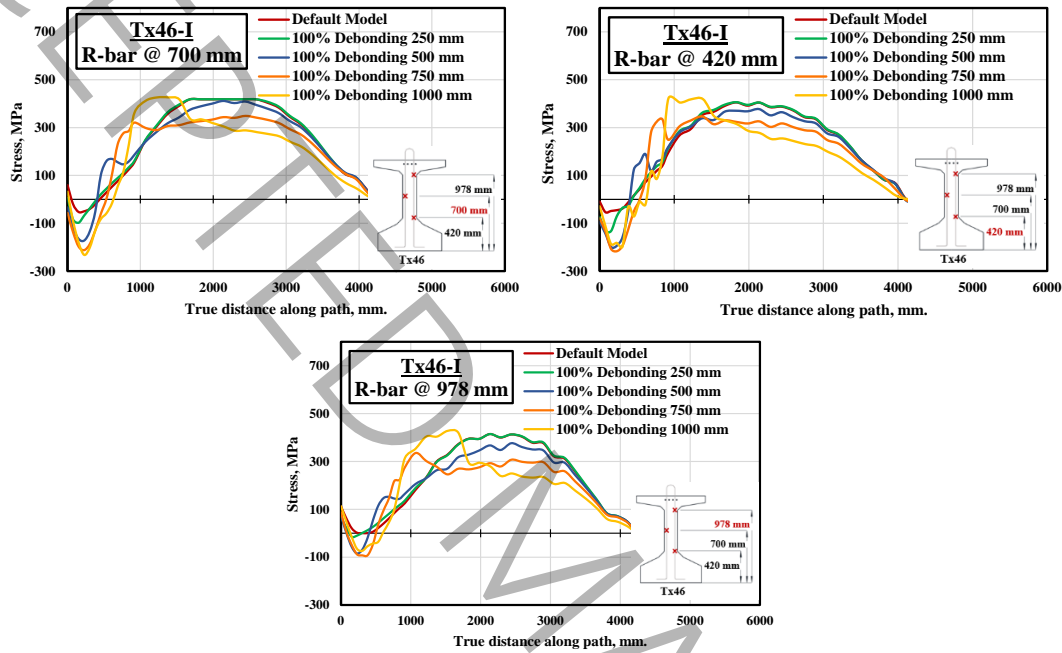 Tx46-I
R-bar @ 700 mm
Default Model
100% Debonding 250 mm
100% Debonding 500 mm
100% Debonding 750 mm
100% Debonding 1000 mm
Stress, MPa
700
500
300
100
-100
-300
0
1000
2000
3000
4000
5000
6000
True distance along path, mm.
978 mm
700 mm
420 mm
Tx46
Tx46-I
R-bar @ 420 mm
Default Model
100% Debonding 250 mm
100% Debonding 500 mm
100% Debonding 750 mm
100% Debonding 1000 mm
Stress, MPa
700
500
300
100
-100
-300
0
1000
2000
3000
4000
5000
6000
True distance along path, mm.
978 mm
700 mm
420 mm
Tx46
Tx46-I
R-bar @ 978 mm
Default Model
100% Debonding 250 mm
100% Debonding 500 mm
100% Debonding 750 mm
100% Debonding 1000 mm
Stress, MPa
700
500
300
100
-100
-300
0
1000
2000
3000
4000
5000
6000
True distance along path, mm.
978 mm
700 mm
420 mm
Tx46